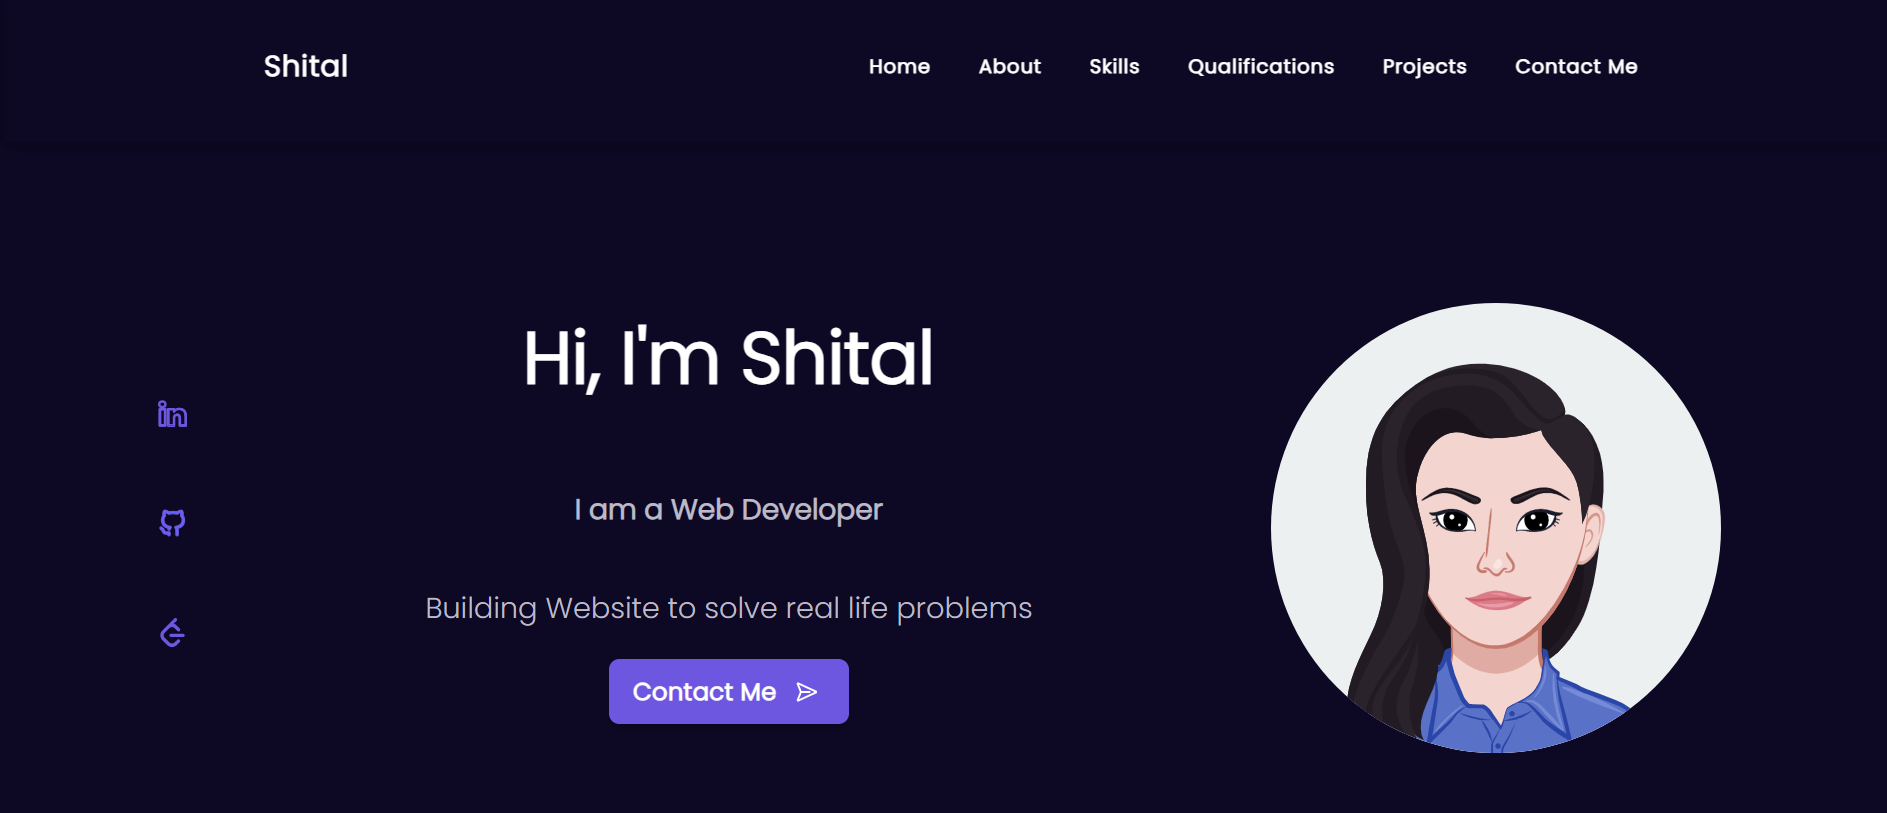 Shital
Home About Skills Qualifications Projects Contact Me
Hi, I'm Shital
I am a Web Developer
Building Website to solve real life problems
Contact Me